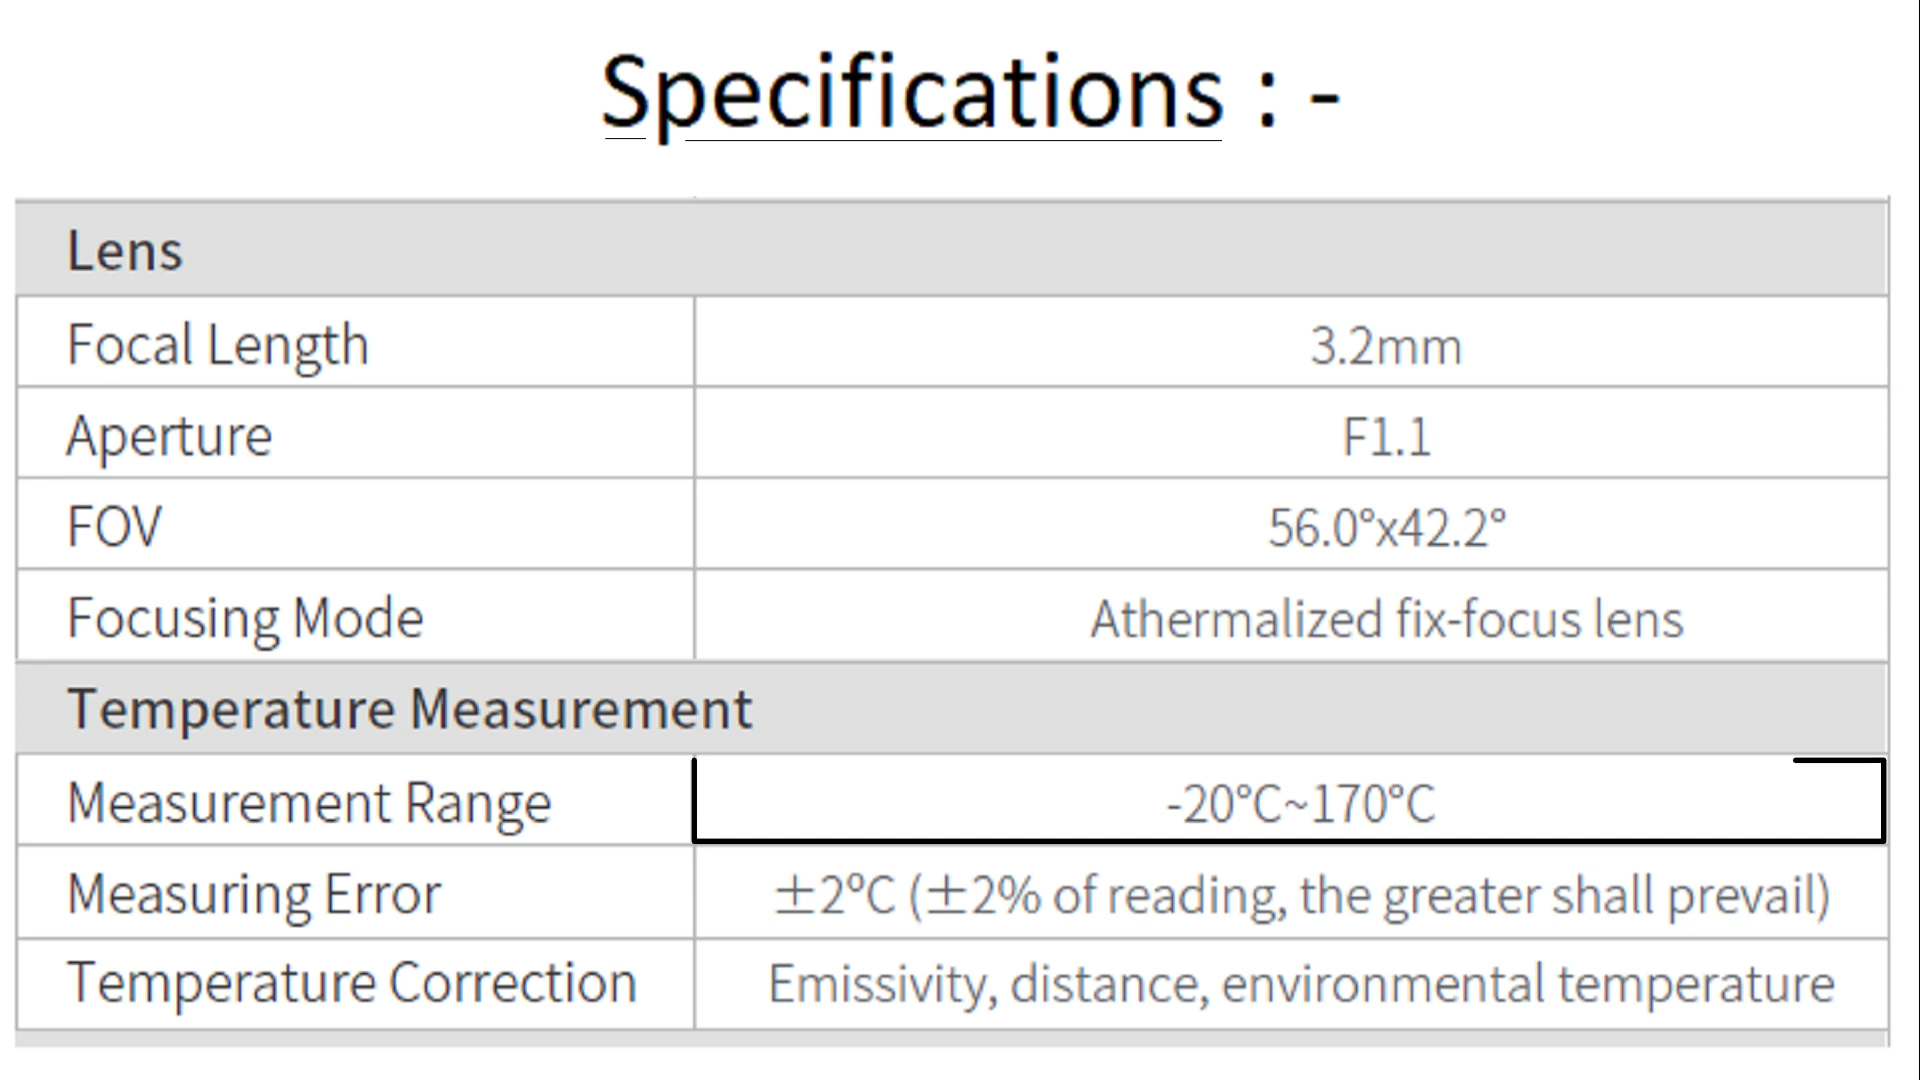 Specifications : -
Lens
Focal Length 3.2mm
Aperture F1.1
FOV 56.0°x42.2°
Focusing Mode Athermalized fix-focus lens
Temperature Measurement
Measurement Range -20°C~170°C
Measuring Error ±2°C (±2% of reading, the greater shall prevail)
Temperature Correction Emissivity, distance, environmental temperature